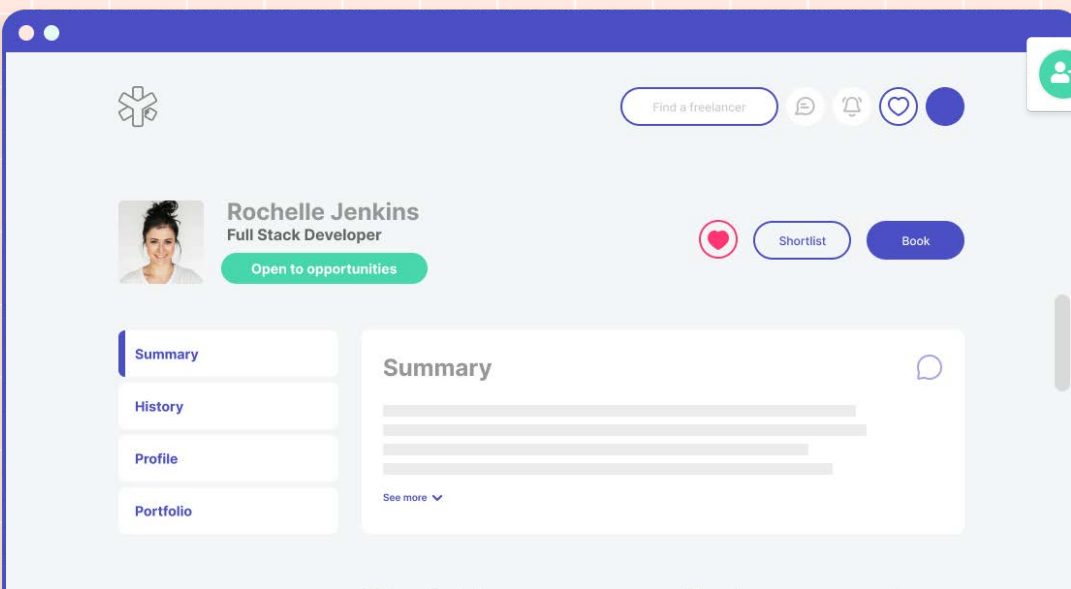 Find a freelancer
Rochelle Jenkins
Full Stack Developer
Open to opportunities
Shortlist
Book
Summary
History
Profile
Portfolio
Summary
See more